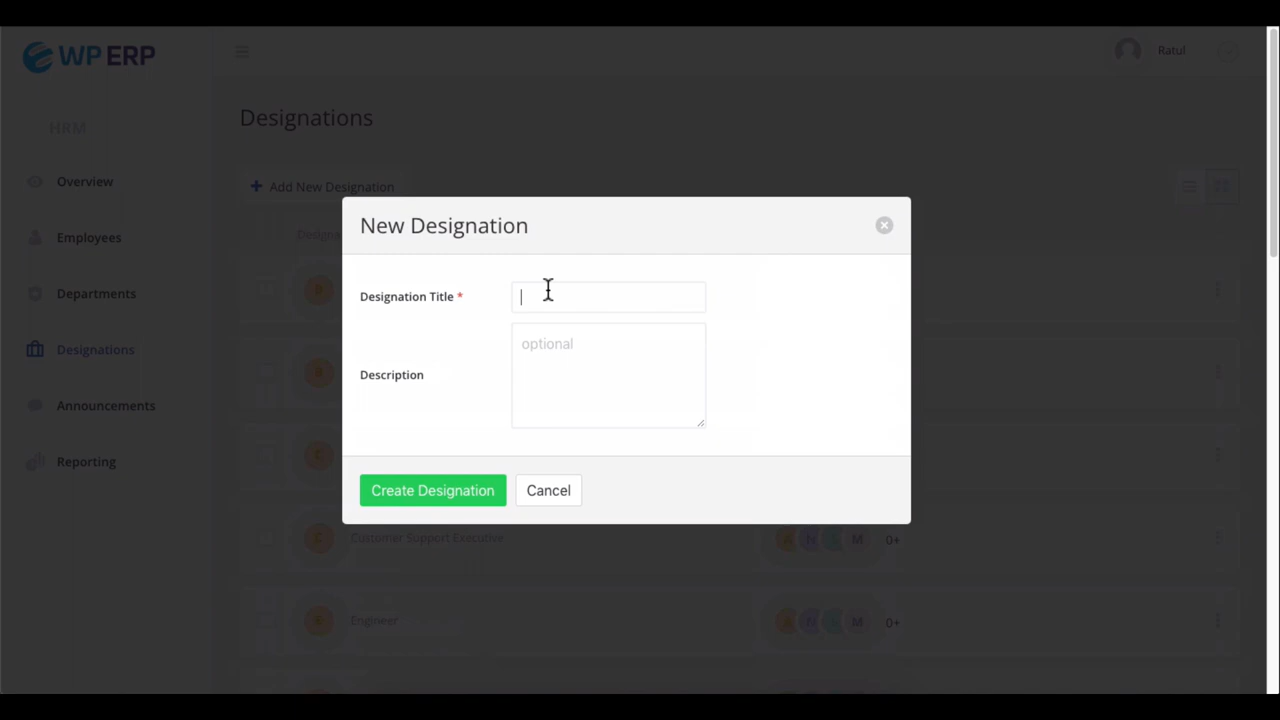 WP ERP
Ratul
HRM
Designations
Overview
Add New Designation
New Designation
Employees
Designation Title *
Departments
optional
Designations
Description
Announcements
Reporting
Create Designation
Cancel
Customer Support Executive
A N S M 0+
Engineer
A N S M 0+